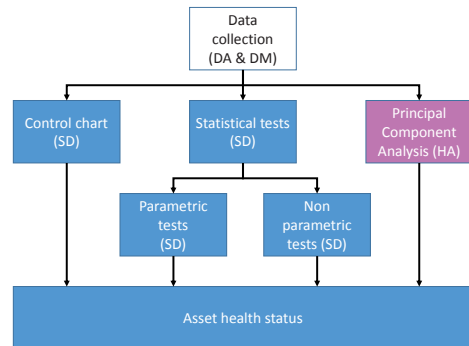 Data
collection
(DA & DM)
Control chart
(SD)
Statistical tests
(SD)
Principal
Component
Analysis (HA)
Parametric
tests
(SD)
Non
parametric
tests (SD)
Asset health status